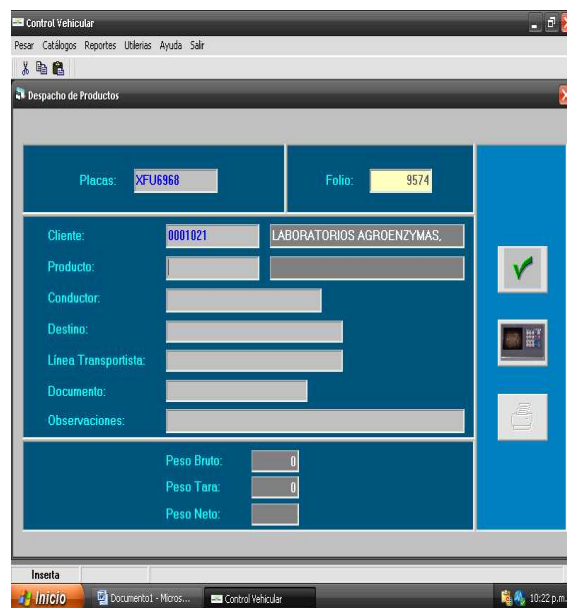 Control Vehicular
Pesar Catálogos Reportes Utilerias Ayuda Salir
Despacho de Productos
Placas: XFU6968 Folio: 9574
Cliente: 0001021 LABORATORIOS AGROENZYMAS,
Producto:
Conductor:
Destino:
Línea Transportista:
Documento:
Observaciones:
Peso Bruto: 0
Peso Tara: 0
Peso Neto:
Inserta
Inicio Documento1 - Micros... Control Vehicular 10:22 p.m.